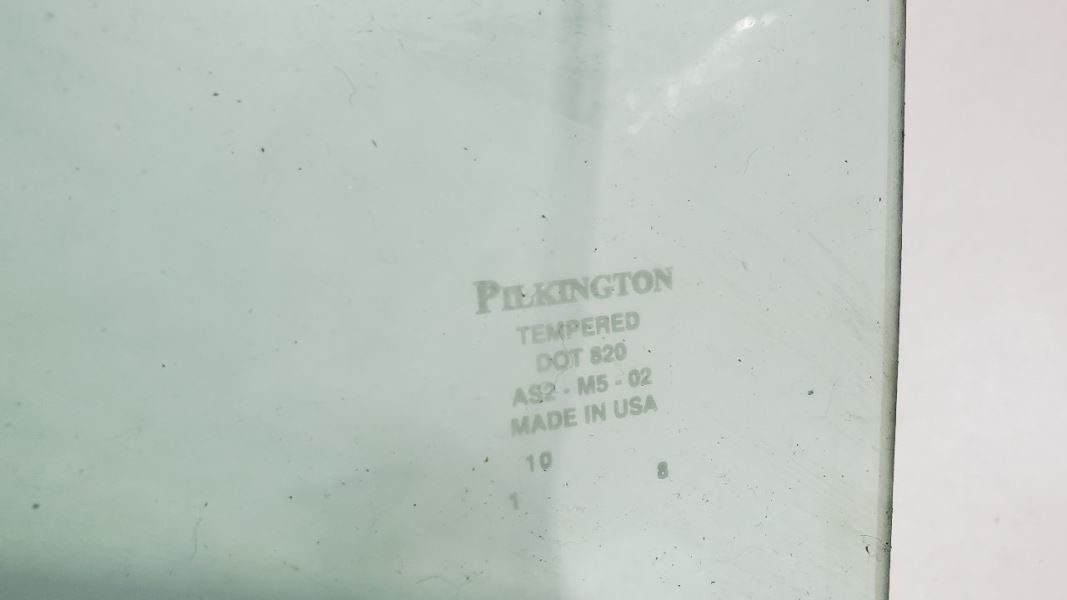 PILKINGTON
TEMPERED
DOT 820
AS2 - M5 - 02
MADE IN USA
10 8
1